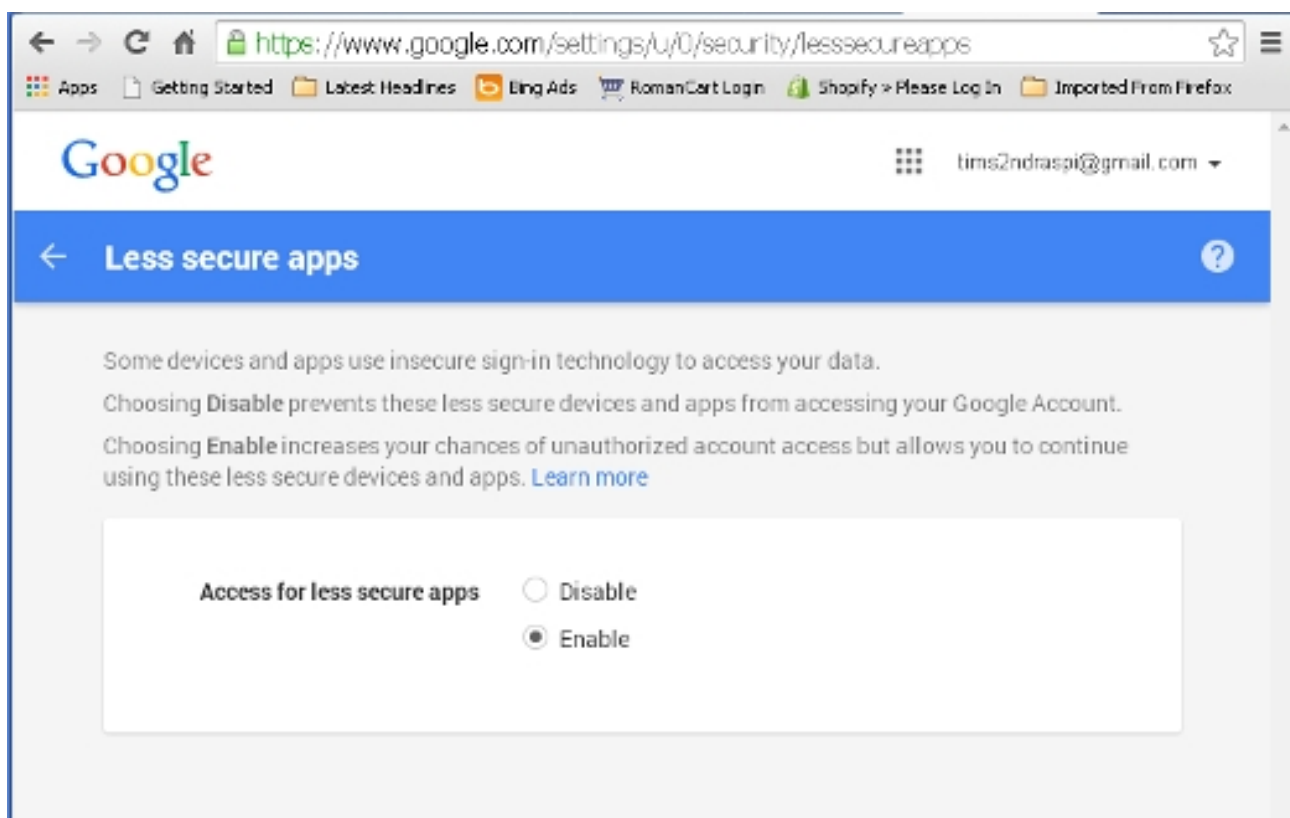 https://www.google.com/settings/u/0/security/lesssecureapps
Apps Getting Started Latest Headlines Bing Ads RomanCart Login Shopify » Please Log In Imported From Firefox
Google tims2ndraspi@gmail.com
Less secure apps ?
Some devices and apps use insecure sign-in technology to access your data.
Choosing Disable prevents these less secure devices and apps from accessing your Google Account.
Choosing Enable increases your chances of unauthorized account access but allows you to continue
using these less secure devices and apps. Learn more
Access for less secure apps Disable
Enable